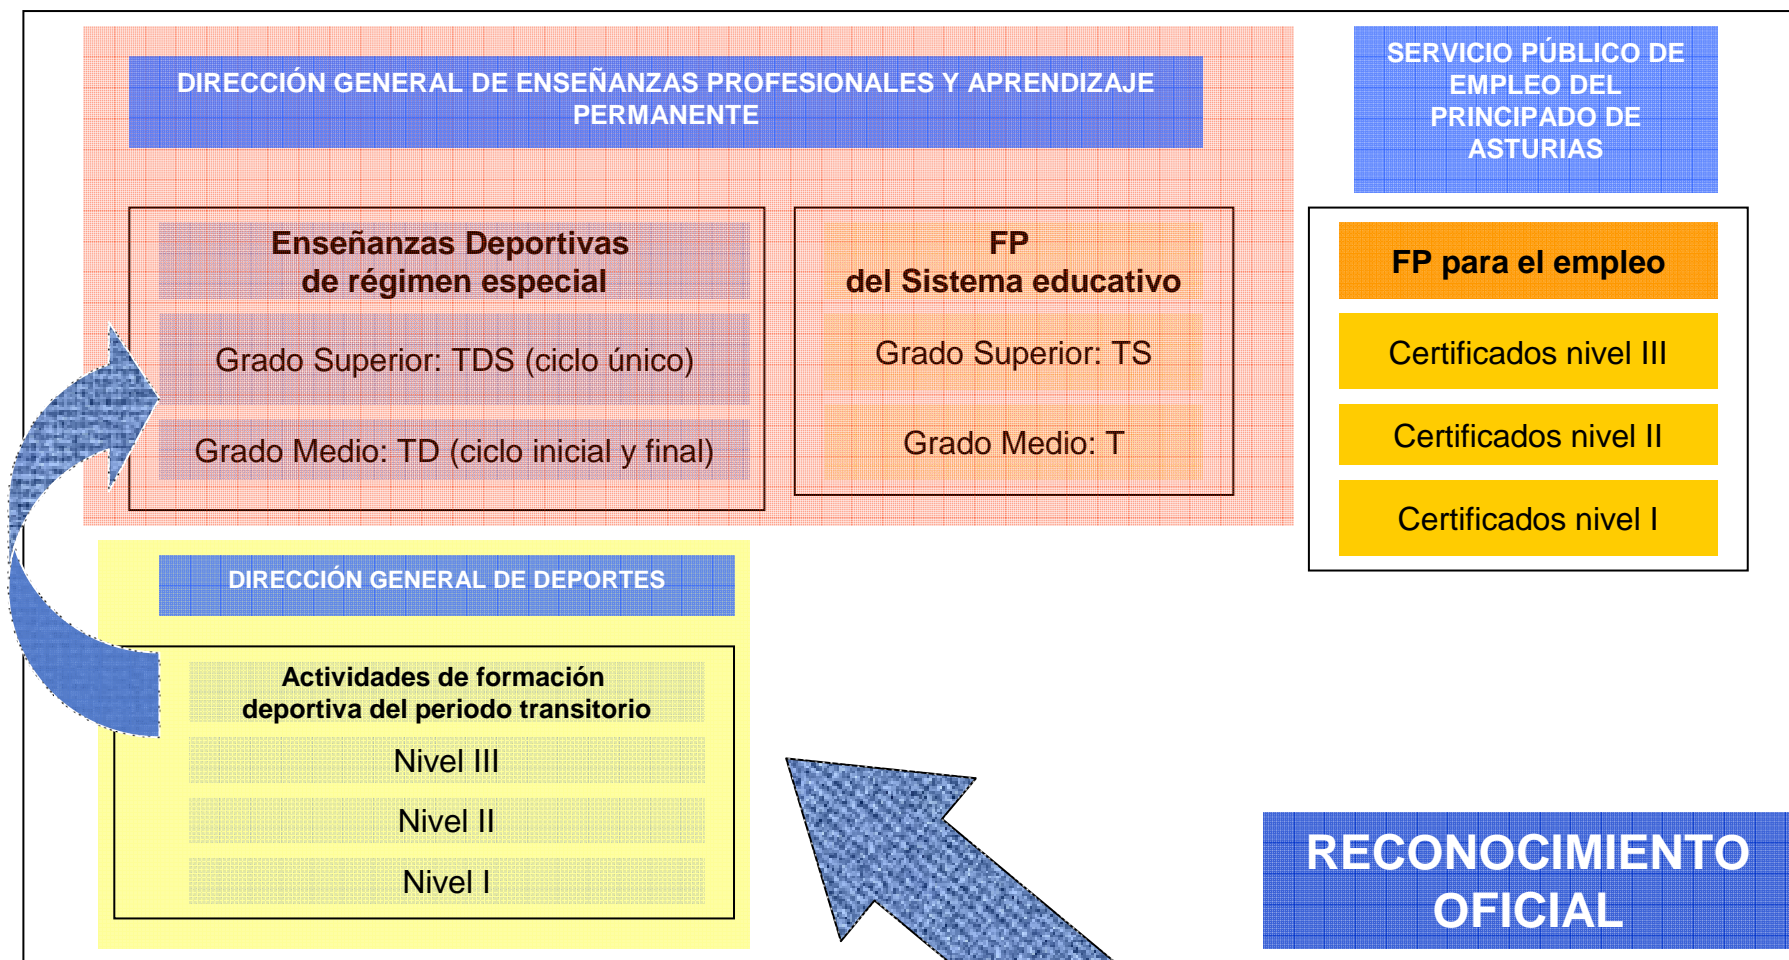 DIRECCIÓN GENERAL DE ENSEÑANZAS PROFESIONALES Y APRENDIZAJE
PERMANENTE
SERVICIO PÚBLICO DE
EMPLEO DEL
PRINCIPADO DE
ASTURIAS
Enseñanzas Deportivas
de régimen especial
Grado Superior: TDS (ciclo único)
Grado Medio: TD (ciclo inicial y final)
FP
del Sistema educativo
Grado Superior: TS
Grado Medio: T
FP para el empleo
Certificados nivel III
Certificados nivel II
Certificados nivel I
DIRECCIÓN GENERAL DE DEPORTES
Actividades de formación
deportiva del periodo transitorio
Nivel III
Nivel II
Nivel I
RECONOCIMIENTO
OFICIAL